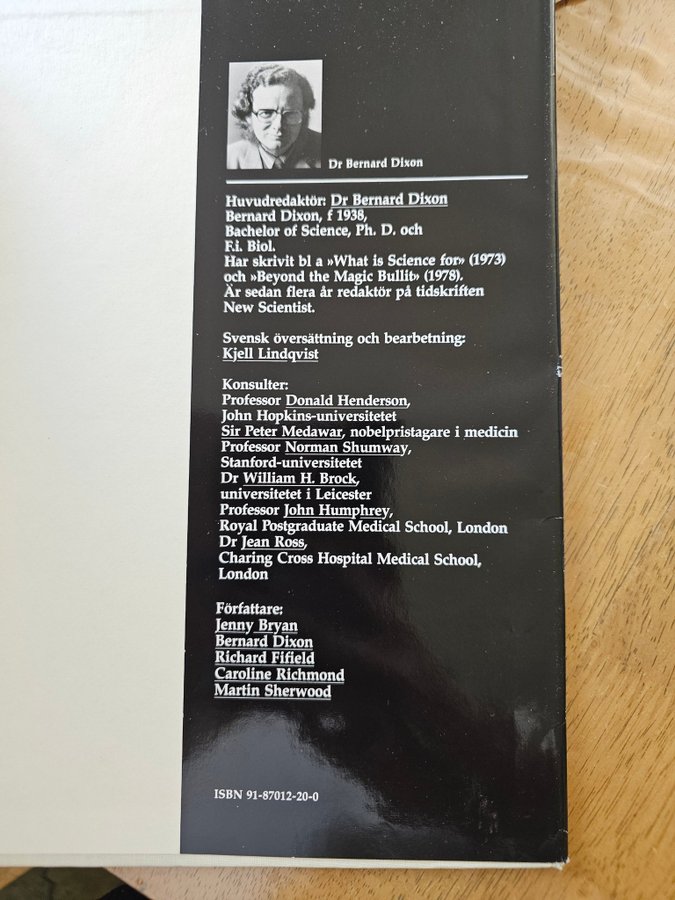 Dr Bernard Dixon
Huvudredaktör: Dr Bernard Dixon
Bernard Dixon, f 1938,
Bachelor of Science, Ph. D. och
F.i. Biol.
Har skrivit bl a »What is Science for» (1973)
och »Beyond the Magic Bullit» (1978).
Är sedan flera år redaktör på tidskriften
New Scientist.
Svensk översättning och bearbetning:
Kjell Lindqvist
Konsulter:
Professor Donald Henderson,
John Hopkins-universitetet
Sir Peter Medawar, nobelpristagare i medicin
Professor Norman Shumway,
Stanford-universitetet
Dr William H. Brock,
universitetet i Leicester
Professor John Humphrey,
Royal Postgraduate Medical School, London
Dr Jean Ross,
Charing Cross Hospital Medical School,
London
Författare:
Jenny Bryan
Bernard Dixon
Richard Fifield
Caroline Richmond
Martin Sherwood
ISBN 91-87012-20-0